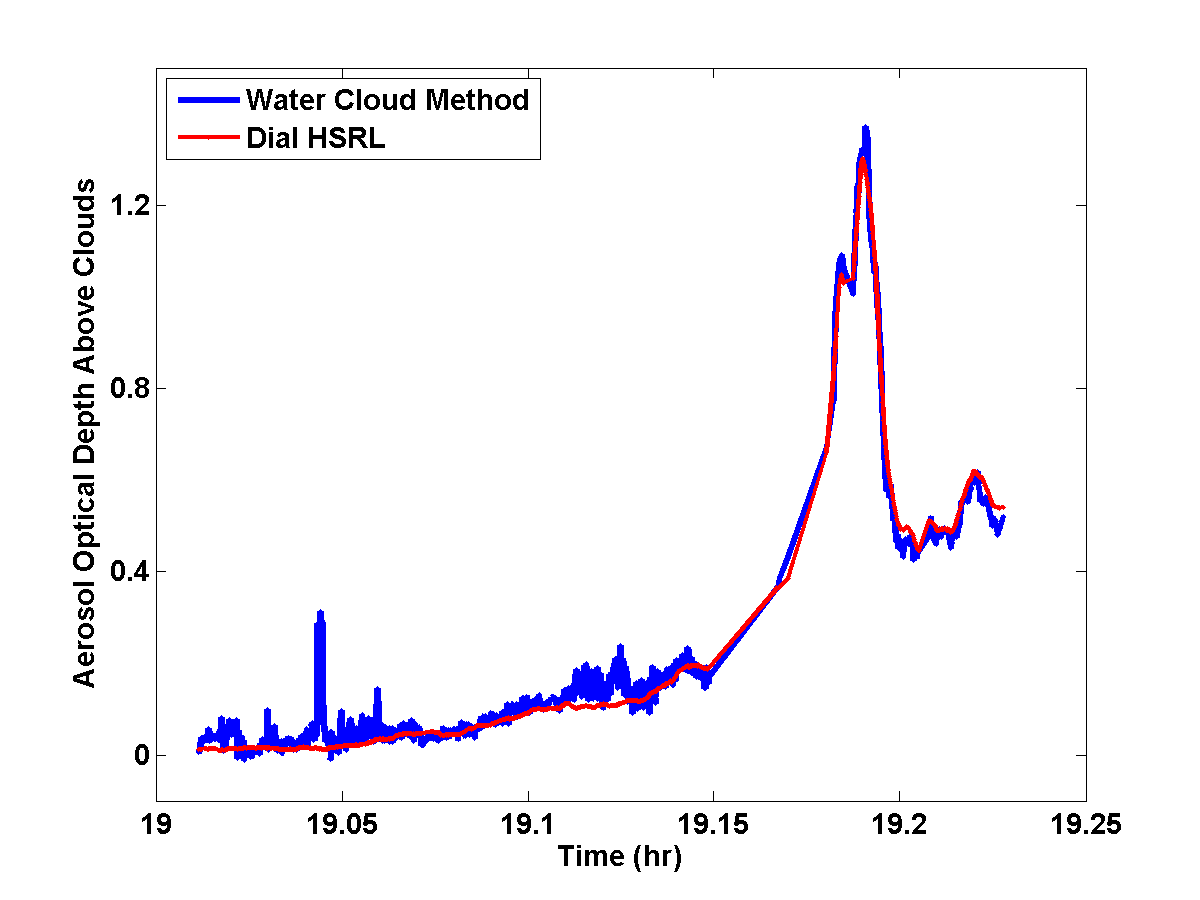 Water Cloud Method
Dial HSRL
Aerosol Optical Depth Above Clouds
1.2
0.8
0.4
0
19
19.05
19.1
19.15
19.2
19.25
Time (hr)